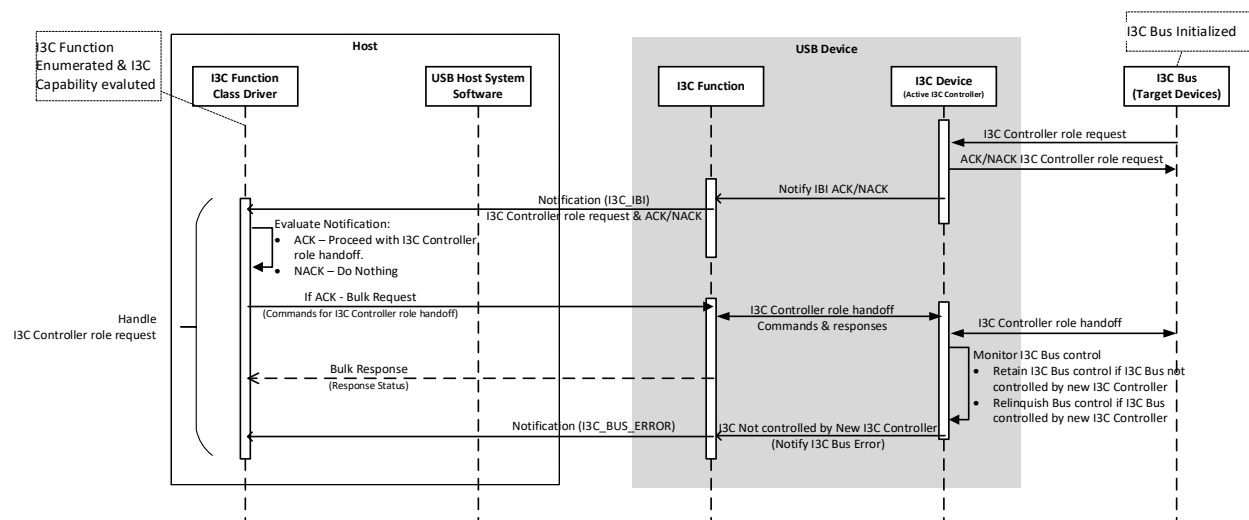 I3C Function
Enumerated & I3C
Capability evaluted
Host
USB Device
I3C Bus Initialized
I3C Function
Class Driver
USB Host System
Software
I3C Function
I3C Device
(Active I3C Controller)
I3C Bus
(Target Devices)
I3C Controller role request
ACK/NACK I3C Controller role request
Notify IBI ACK/NACK
Notification (I3C_IBI)
I3C Controller role request & ACK/NACK
Evaluate Notification:
• ACK – Proceed with I3C Controller
role handoff.
• NACK – Do Nothing
If ACK - Bulk Request
(Commands for I3C Controller role handoff)
I3C Controller role handoff
Commands & responses
I3C Controller role handoff
Handle
I3C Controller role request
Monitor I3C Bus control
• Retain I3C Bus control if I3C Bus not
controlled by new I3C Controller
• Relinquish Bus control if I3C Bus
controlled by new I3C Controller
Bulk Response
(Response Status)
Notification (I3C_BUS_ERROR)
I3C Not controlled by New I3C Controller
(Notify I3C Bus Error)